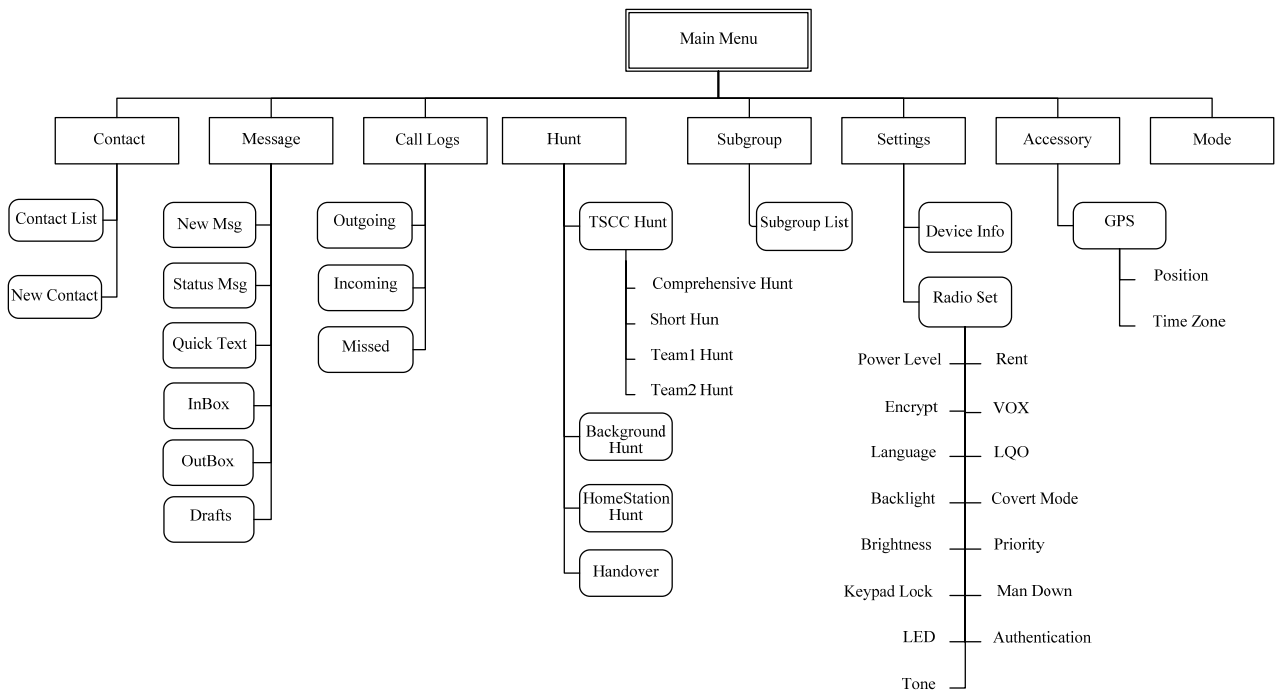 Main Menu
Contact
Message
Call Logs
Hunt
Subgroup
Settings
Accessory
Mode
Contact List
New Contact
New Msg
Status Msg
Quick Text
InBox
OutBox
Drafts
Outgoing
Incoming
Missed
TSCC Hunt
Comprehensive Hunt
Short Hun
Team1 Hunt
Team2 Hunt
Background
Hunt
HomeStation
Hunt
Handover
Subgroup List
Device Info
Radio Set
Power Level
Rent
Encrypt
VOX
Language
LQO
Backlight
Covert Mode
Brightness
Priority
Keypad Lock
Man Down
LED
Authentication
Tone
GPS
Position
Time Zone